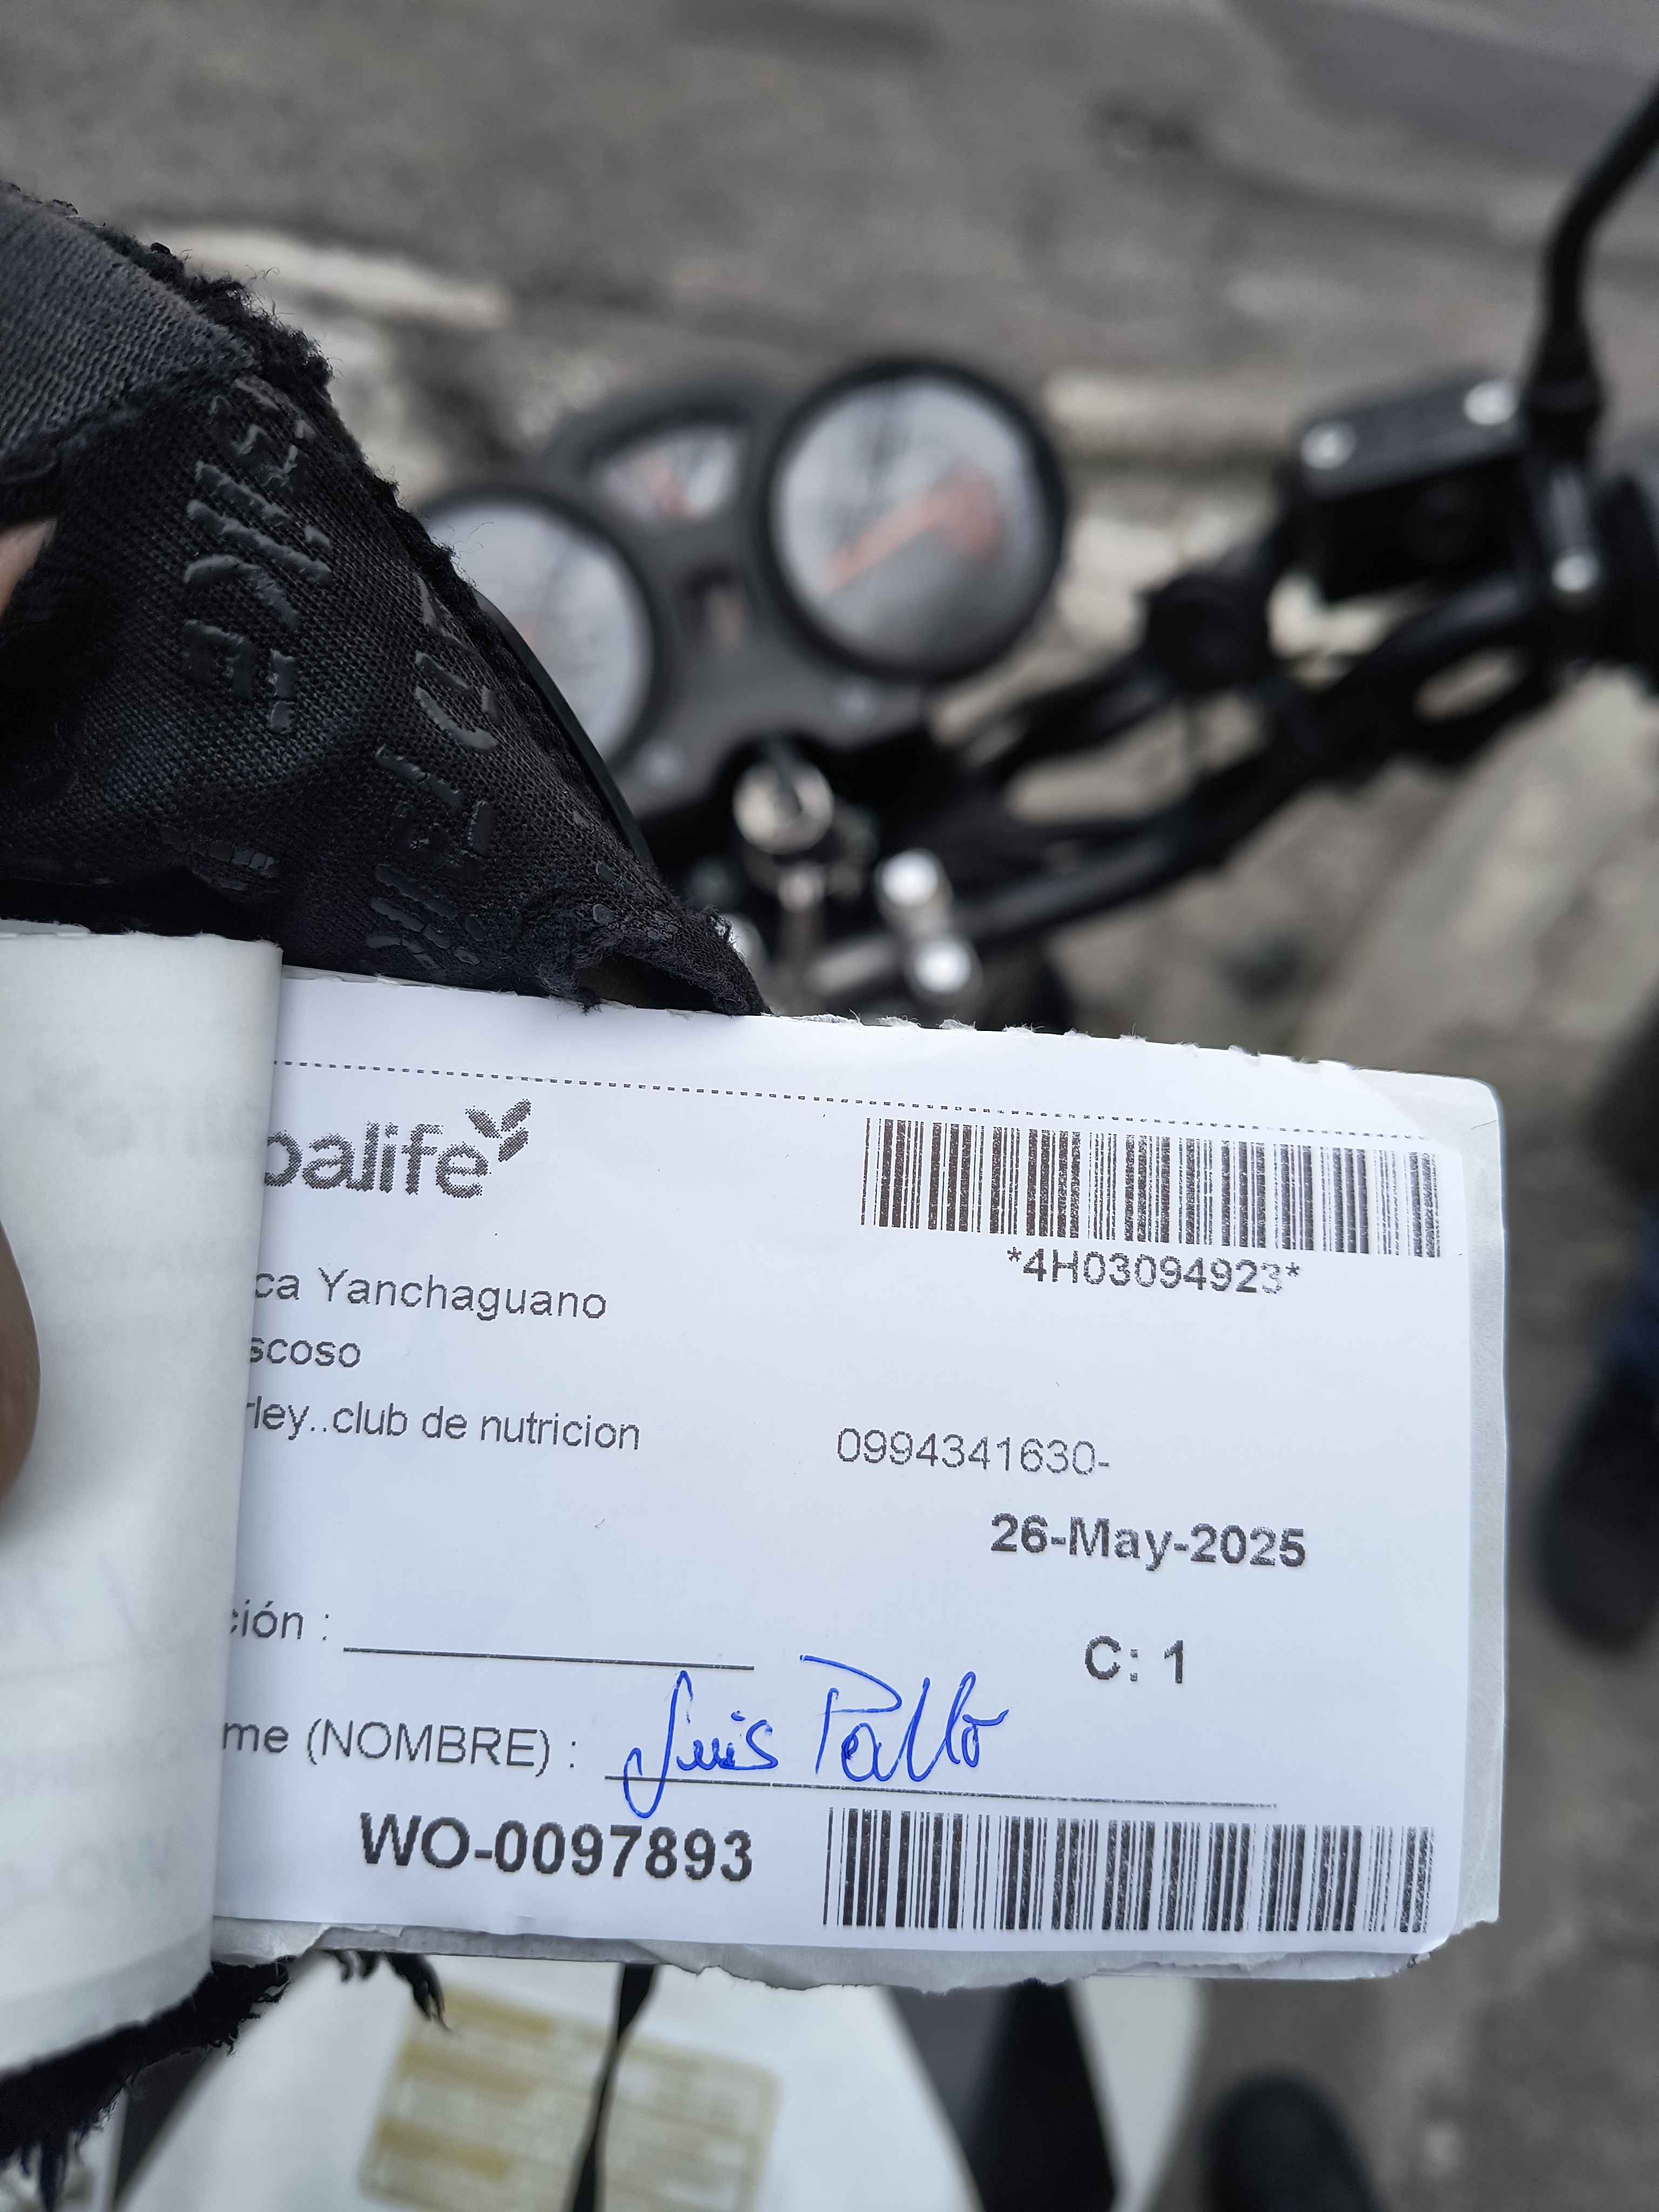 balife
*4H03094923*
ca Yanchaguano
scoso
rley..club de nutricion
0994341630-
26-May-2025
ción :
C: 1
me (NOMBRE) : Luis Pallo
WO-0097893